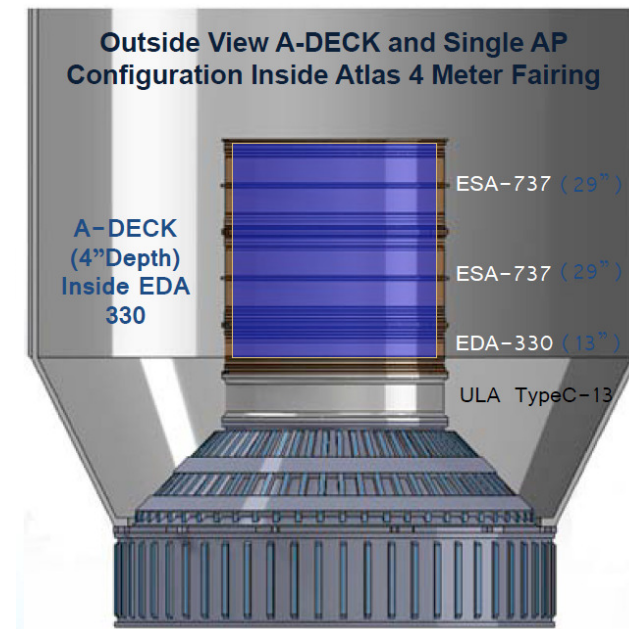 Outside View A-DECK and Single AP
Configuration Inside Atlas 4 Meter Fairing
ESA-737 (29")
A-DECK
(4"Depth)
Inside EDA
330
ESA-737 (29")
EDA-330 (13")
ULA TypeC-13